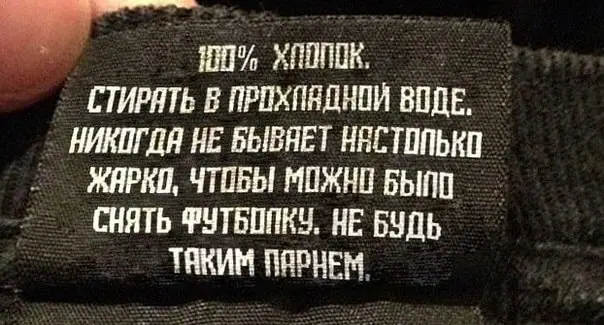 100% ХЛОПОК.
СТИРАТЬ В ПРОХЛАДНОЙ ВОДЕ.
НИКОГДА НЕ БЫВАЕТ НАСТОЛЬКО
ЖАРКО, ЧТОБЫ МОЖНО БЫЛО
СНЯТЬ ФУТБОЛКУ. НЕ БУДЬ
ТАКИМ ПАРНЕМ.